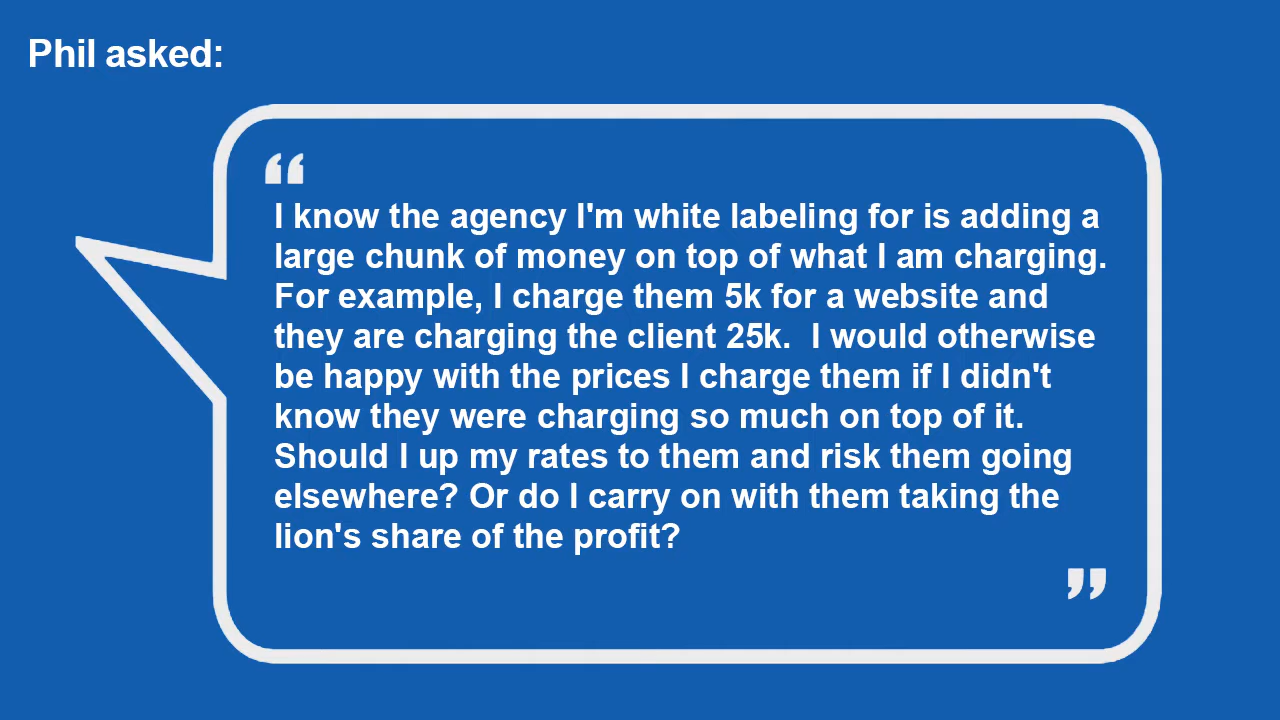 Phil asked:
“
I know the agency I'm white labeling for is adding a
large chunk of money on top of what I am charging.
For example, I charge them 5k for a website and
they are charging the client 25k.  I would otherwise
be happy with the prices I charge them if I didn't
know they were charging so much on top of it.
Should I up my rates to them and risk them going
elsewhere? Or do I carry on with them taking the
lion's share of the profit?
”